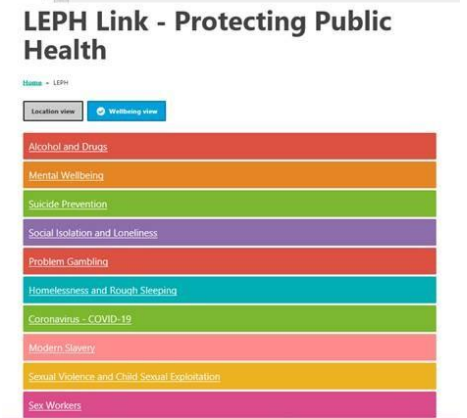 LEPH Link - Protecting Public
Health
Home • LEPH
Location view Wellbeing view
Alcohol and Drugs
Mental Wellbeing
Suicide Prevention
Social Isolation and Loneliness
Problem Gambling
Homelessness and Rough Sleeping
Coronavirus - COVID-19
Modern Slavery
Sexual Violence and Child Sexual Exploitation
Sex Workers